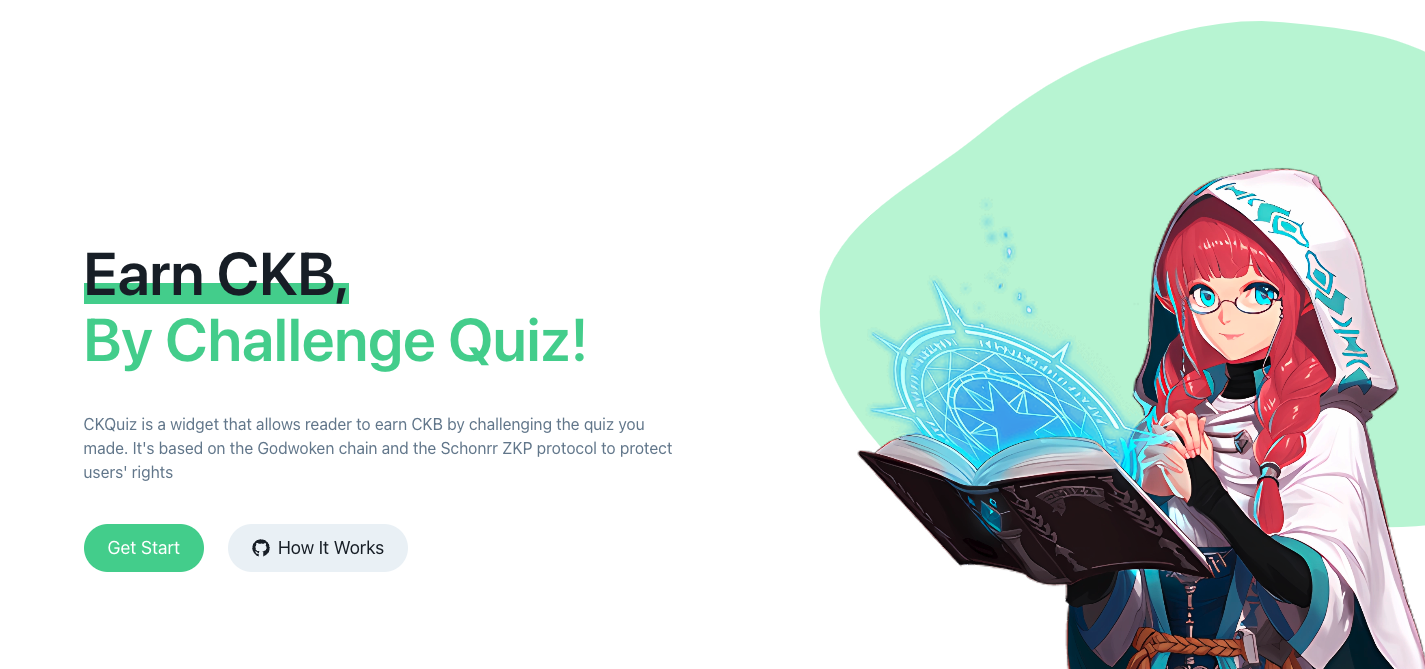 Earn CKB,
By Challenge Quiz!
CKQuiz is a widget that allows reader to earn CKB by challenging the quiz you
made. It's based on the Godwoken chain and the Schonrr ZKP protocol to protect
users' rights
Get Start
How It Works